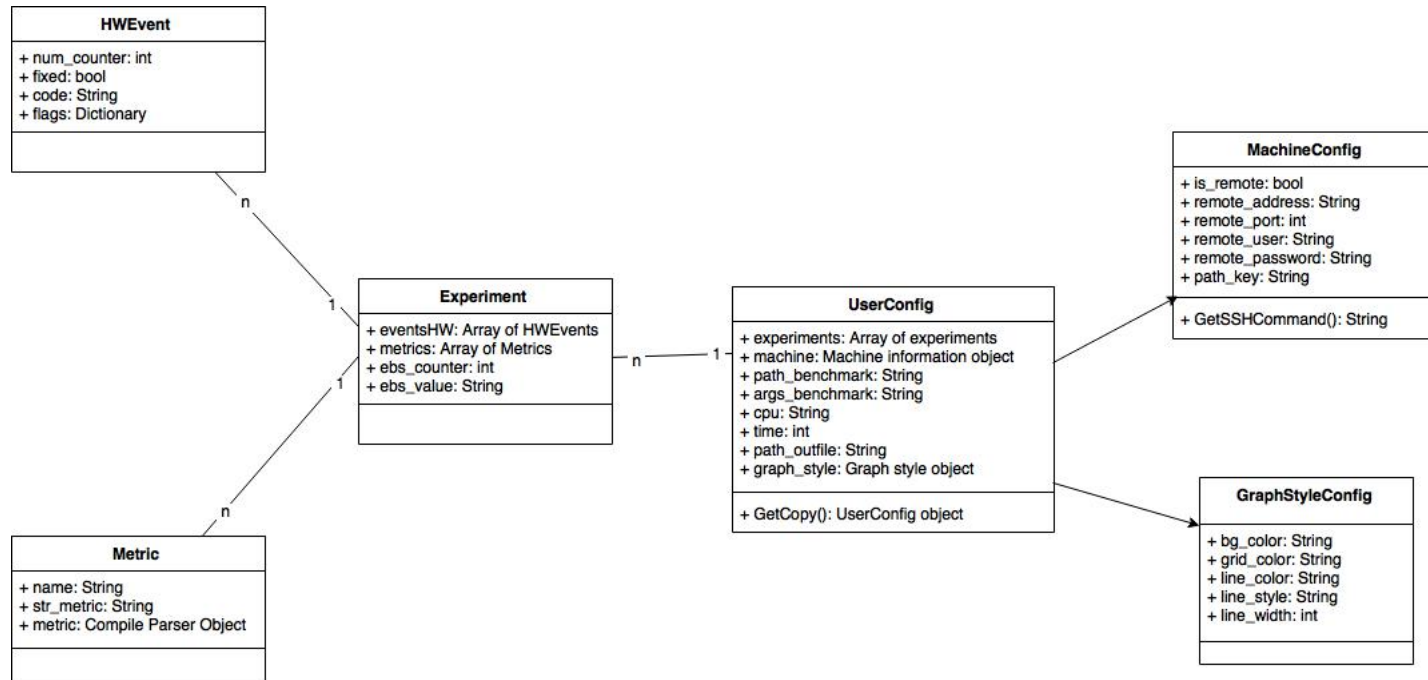 HWEvent
+ num_counter: int
+ fixed: bool
+ code: String
+ flags: Dictionary
n
1
Experiment
+ eventsHW: Array of HWEvents
+ metrics: Array of Metrics
+ ebs_counter: int
+ ebs_value: String
1
n
Metric
+ name: String
+ str_metric: String
+ metric: Compile Parser Object
n
1
UserConfig
+ experiments: Array of experiments
+ machine: Machine information object
+ path_benchmark: String
+ args_benchmark: String
+ cpu: String
+ time: int
+ path_outfile: String
+ graph_style: Graph style object
+ GetCopy(): UserConfig object
MachineConfig
+ is_remote: bool
+ remote_address: String
+ remote_port: int
+ remote_user: String
+ remote_password: String
+ path_key: String
+ GetSSHCommand(): String
GraphStyleConfig
+ bg_color: String
+ grid_color: String
+ line_color: String
+ line_style: String
+ line_width: int